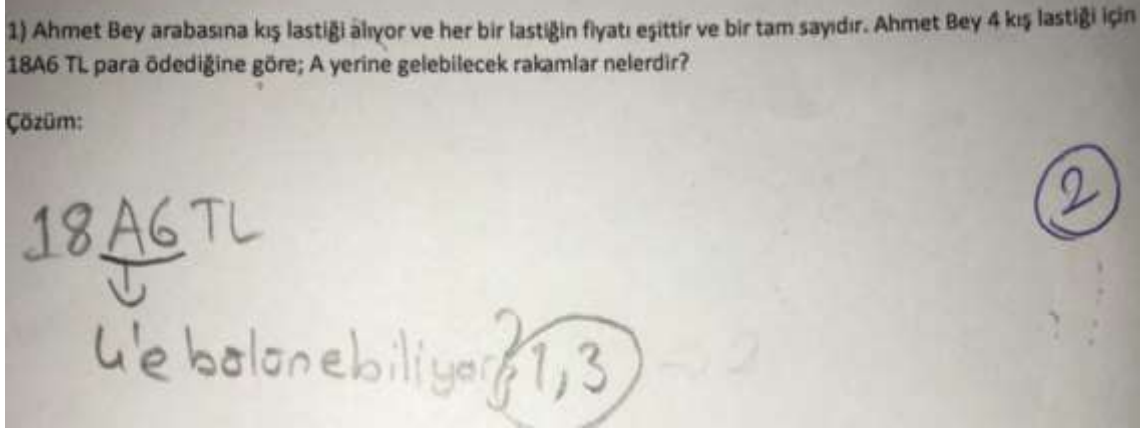 1) Ahmet Bey arabasına kış lastiği alıyor ve her bir lastiğin fiyatı eşittir ve bir tam sayıdır. Ahmet Bey 4 kış lastiği için
18A6 TL para ödediğine göre; A yerine gelebilecek rakamlar nelerdir?
Çözüm:
2
18A6 TL
4'e bölünebiliyor
1,3